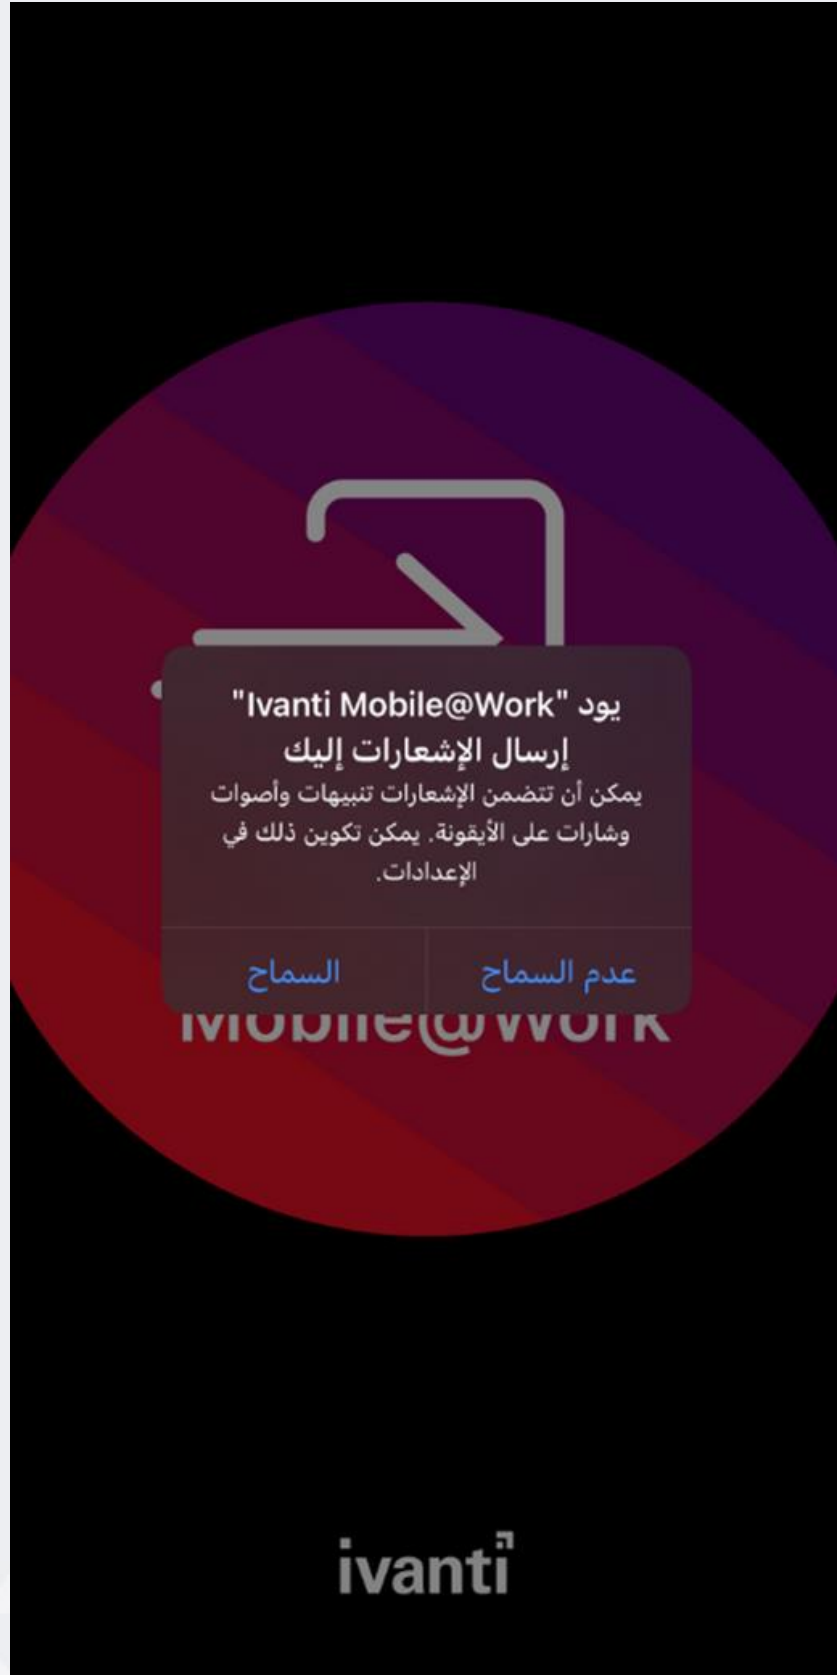 يود "Ivanti Mobile@Work"
إرسال الإشعارات إليك
يمكن أن تتضمن الإشعارات تنبيهات وأصوات
وشارات على الأيقونة. يمكن تكوين ذلك في
الإعدادات.
عدم السماح
السماح
Mobile@Work
ivanti